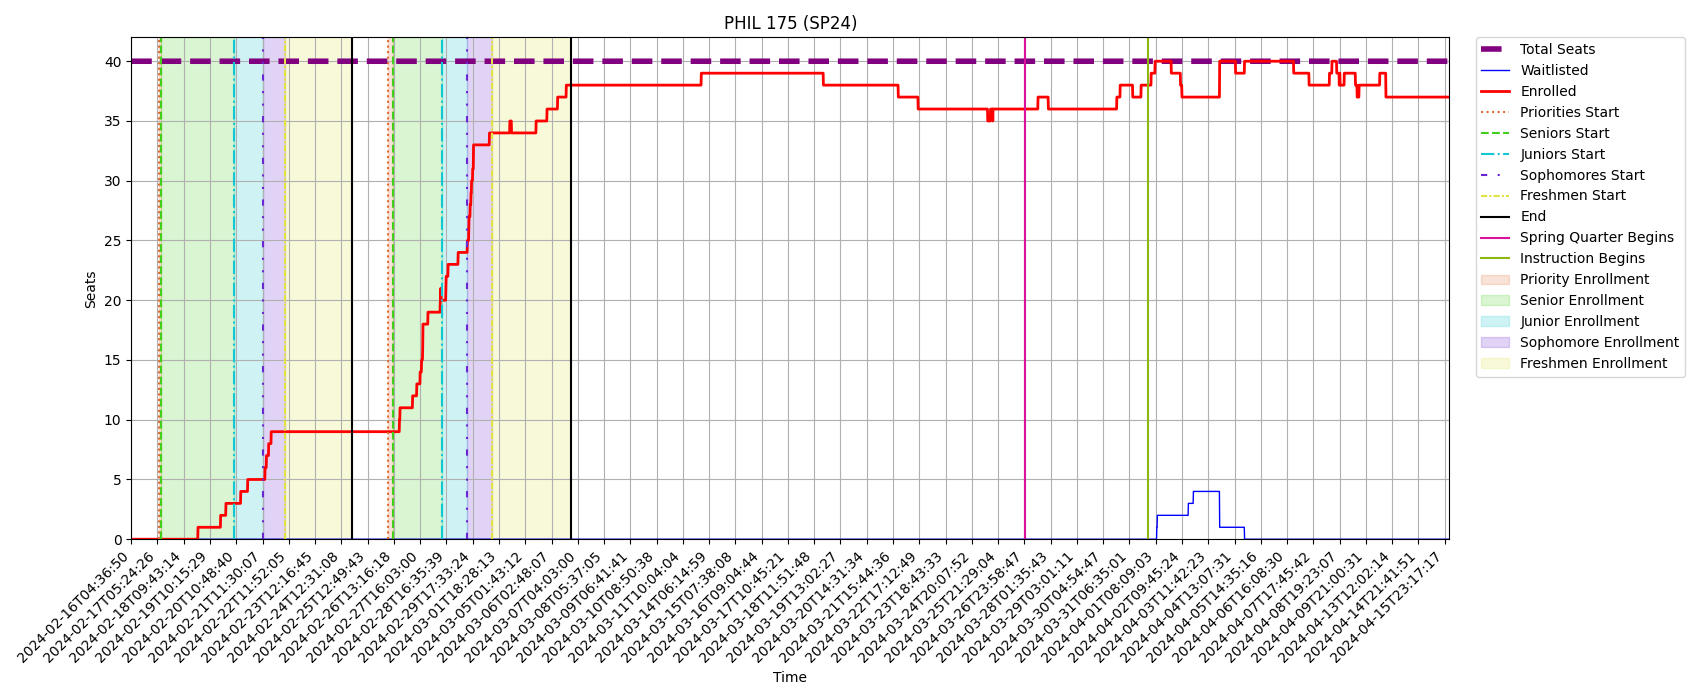 PHIL 175 (SP24)
40
35
30
25
20
15
10
5
0
Seats
2024-02-16T04:36:50
2024-02-17T05:24:26
2024-02-18T09:43:14
2024-02-19T10:15:29
2024-02-20T10:48:40
2024-02-21T11:30:07
2024-02-22T11:52:05
2024-02-23T12:16:45
2024-02-24T12:31:08
2024-02-25T12:49:43
2024-02-26T13:16:18
2024-02-27T16:03:00
2024-02-28T16:35:39
2024-02-29T17:33:24
2024-03-01T18:28:13
2024-03-05T01:43:12
2024-03-06T02:48:07
2024-03-07T04:03:00
2024-03-08T05:37:05
2024-03-09T06:41:41
2024-03-10T08:50:38
2024-03-11T10:04:04
2024-03-14T06:14:59
2024-03-15T07:38:08
2024-03-16T09:04:44
2024-03-17T10:45:21
2024-03-18T11:51:48
2024-03-19T13:02:27
2024-03-20T14:31:34
2024-03-21T15:44:36
2024-03-22T17:12:49
2024-03-23T18:43:33
2024-03-24T20:07:52
2024-03-25T21:29:04
2024-03-26T23:58:47
2024-03-28T01:35:43
2024-03-29T03:01:11
2024-03-30T04:54:47
2024-03-31T06:35:01
2024-04-01T08:09:03
2024-04-02T09:45:24
2024-04-03T11:42:23
2024-04-04T13:07:31
2024-04-05T14:35:16
2024-04-06T16:08:30
2024-04-07T17:45:42
2024-04-08T19:23:07
2024-04-09T21:00:31
2024-04-13T12:02:14
2024-04-14T21:41:51
2024-04-15T23:17:17
Time
Total Seats
Waitlisted
Enrolled
Priorities Start
Seniors Start
Juniors Start
Sophomores Start
Freshmen Start
End
Spring Quarter Begins
Instruction Begins
Priority Enrollment
Senior Enrollment
Junior Enrollment
Sophomore Enrollment
Freshmen Enrollment